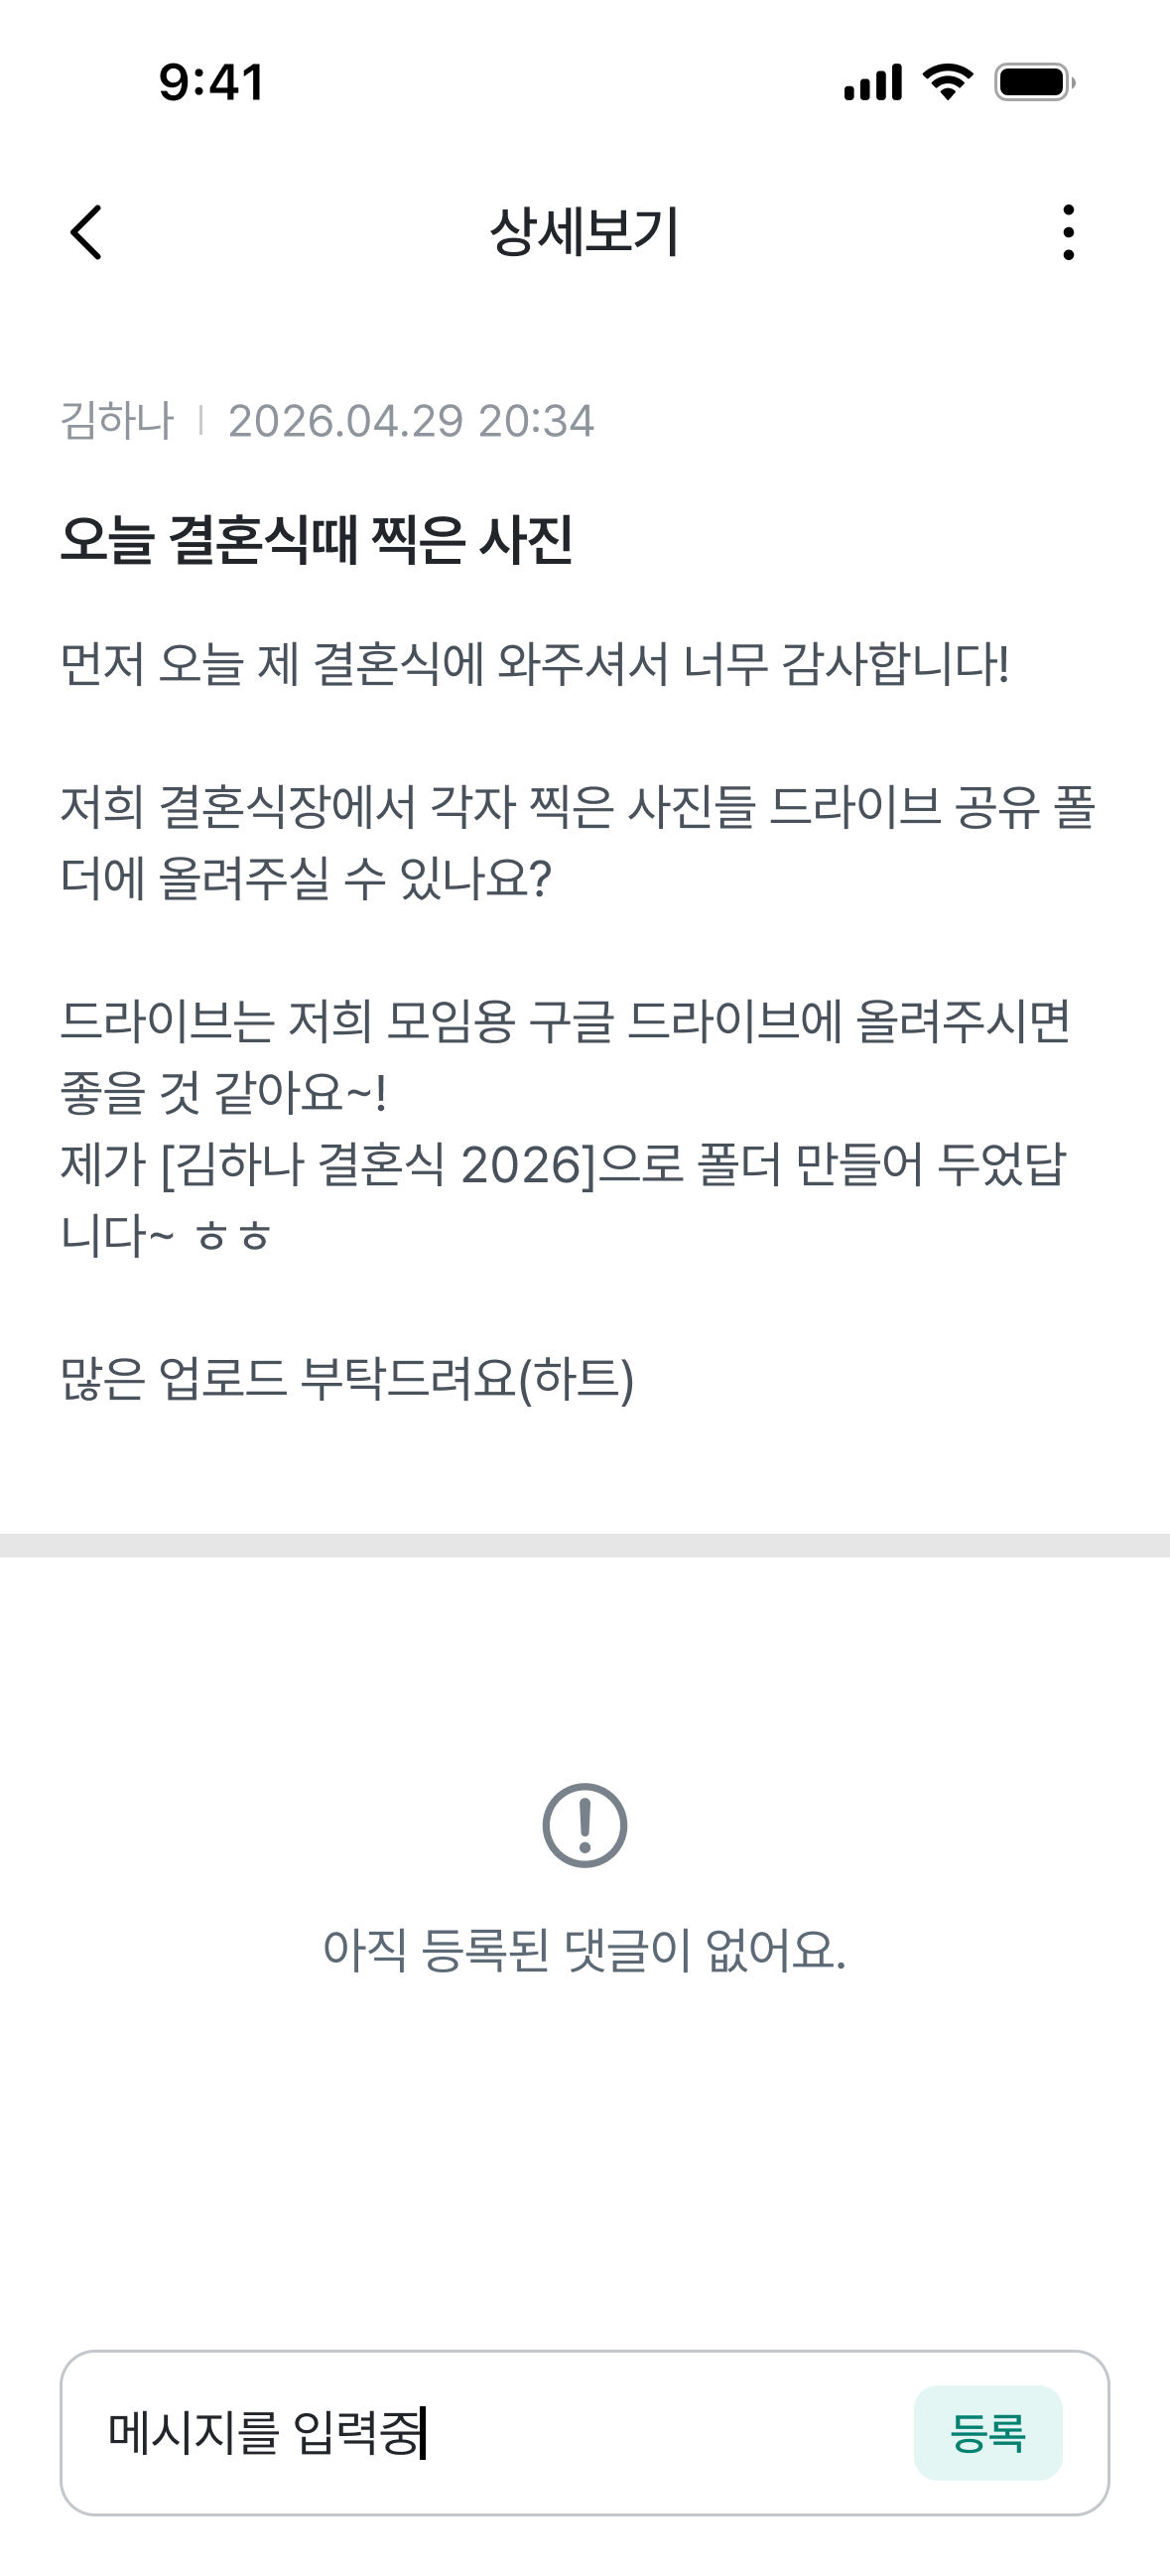 9:41
상세보기
김하나 | 2026.04.29 20:34
오늘 결혼식때 찍은 사진
먼저 오늘 제 결혼식에 와주셔서 너무 감사합니다!
저희 결혼식장에서 각자 찍은 사진들 드라이브 공유 폴
더에 올려주실 수 있나요?
드라이브는 저희 모임용 구글 드라이브에 올려주시면
좋을 것 같아요~!
제가 [김하나 결혼식 2026]으로 폴더 만들어 두었답
니다~ ㅎㅎ
많은 업로드 부탁드려요(하트)
아직 등록된 댓글이 없어요.
메시지를 입력중
등록